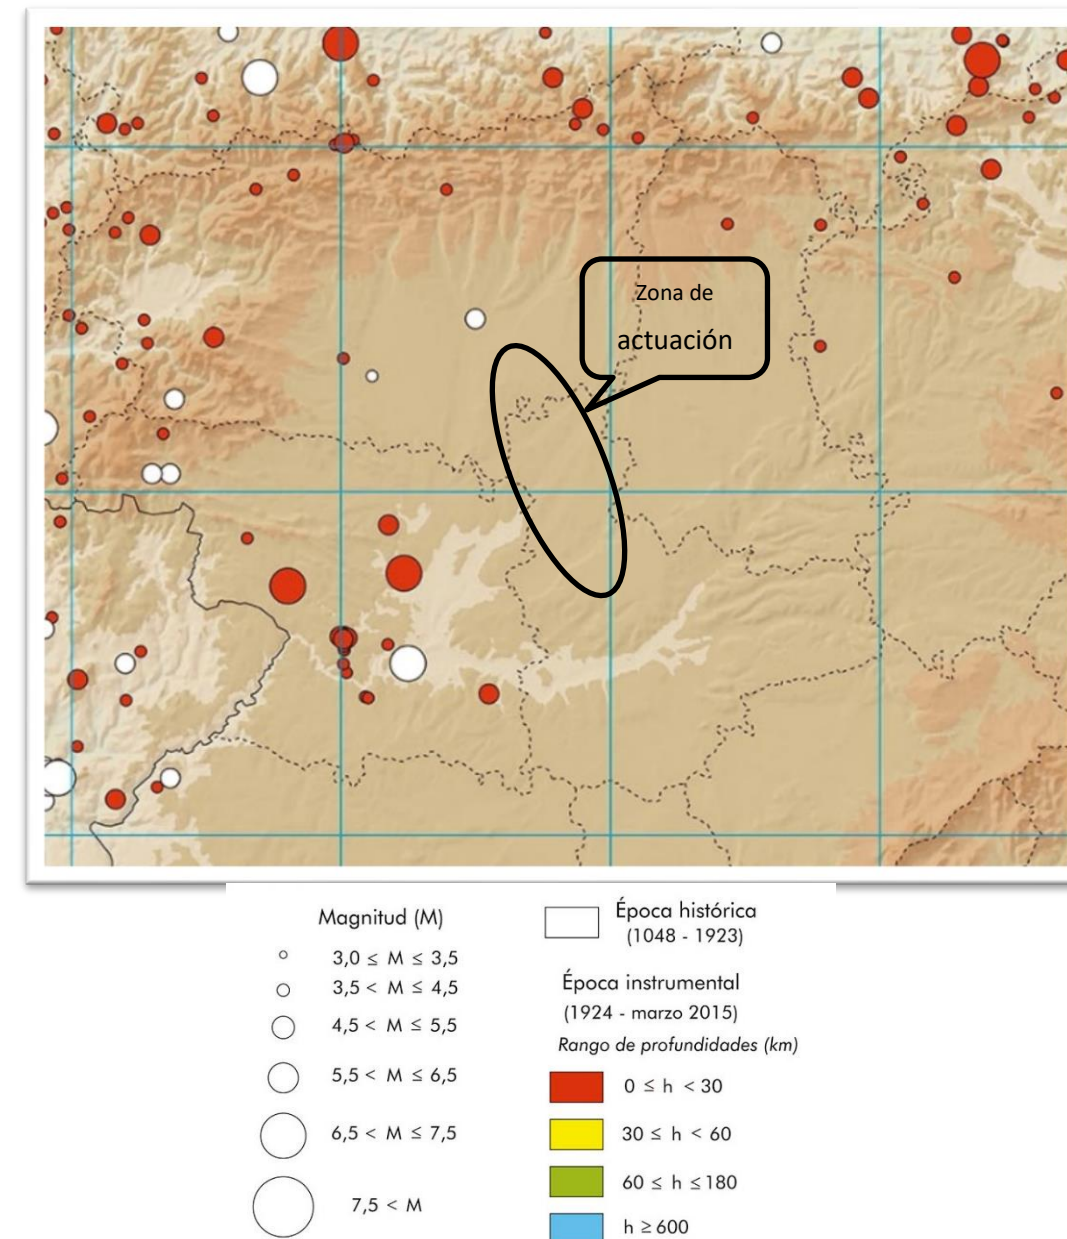 Zona de
actuación
Magnitud (M)
3,0 ≤ M ≤ 3,5
3,5 < M ≤ 4,5
4,5 < M ≤ 5,5
5,5 < M ≤ 6,5
6,5 < M ≤ 7,5
7,5 < M
Época histórica
(1048 - 1923)
Época instrumental
(1924 - marzo 2015)
Rango de profundidades (km)
0 ≤ h < 30
30 ≤ h < 60
60 ≤ h ≤ 180
h ≥ 600